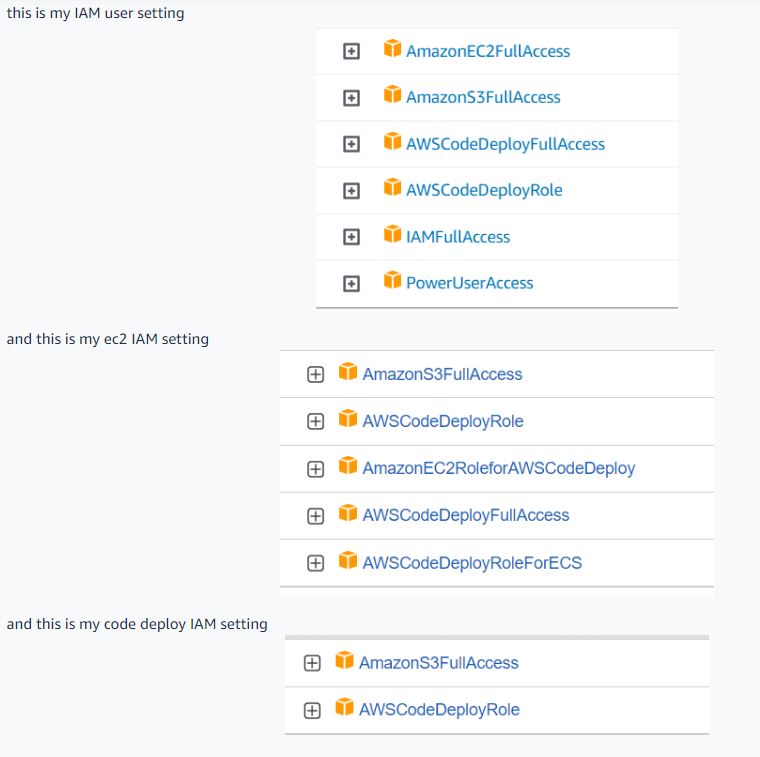 this is my IAM user setting
AmazonEC2FullAccess
AmazonS3FullAccess
AWSCodeDeployFullAccess
AWSCodeDeployRole
IAMFullAccess
PowerUserAccess
and this is my ec2 IAM setting
AmazonS3FullAccess
AWSCodeDeployRole
AmazonEC2RoleforAWSCodeDeploy
AWSCodeDeployFullAccess
AWSCodeDeployRoleForECS
and this is my code deploy IAM setting
AmazonS3FullAccess
AWSCodeDeployRole